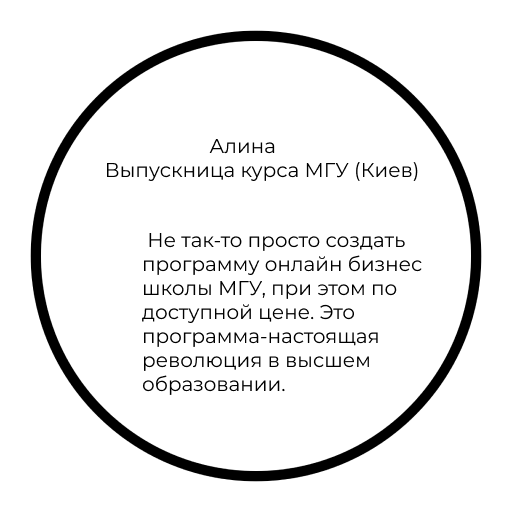 Алина
Выпускница курса МГУ (Киев)
Не так-то просто создать
программу онлайн бизнес
школы МГУ, при этом по
доступной цене. Это
программа-настоящая
революция в высшем
образовании.